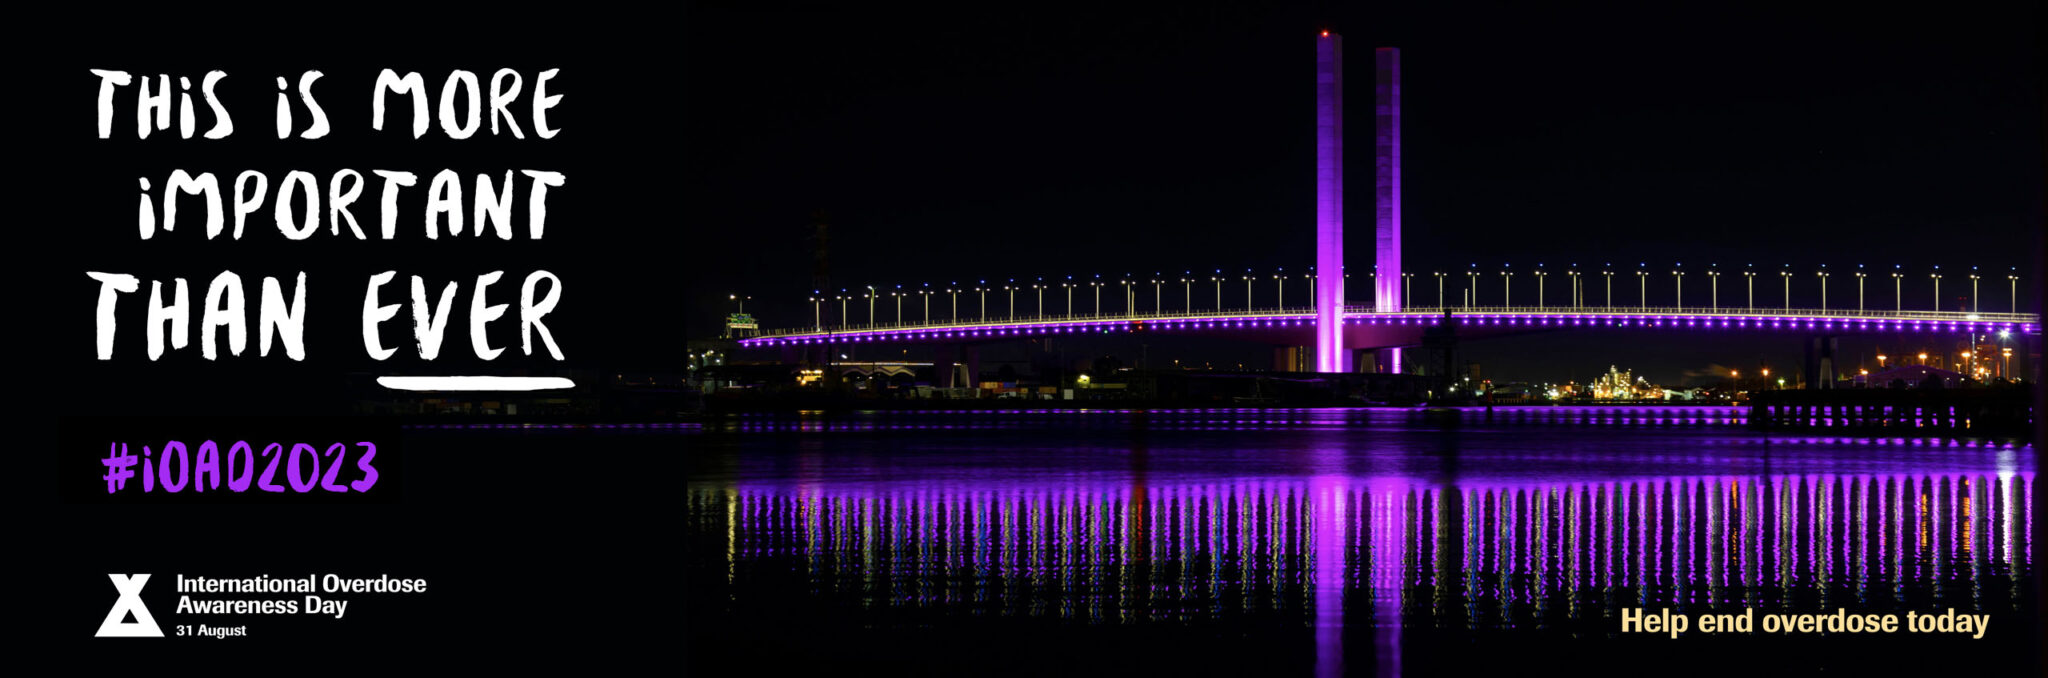 THiS iS MORE
iMPORTANT
THAN EVER
#iOAD2023
International Overdose
Awareness Day
31 August
Help end overdose today